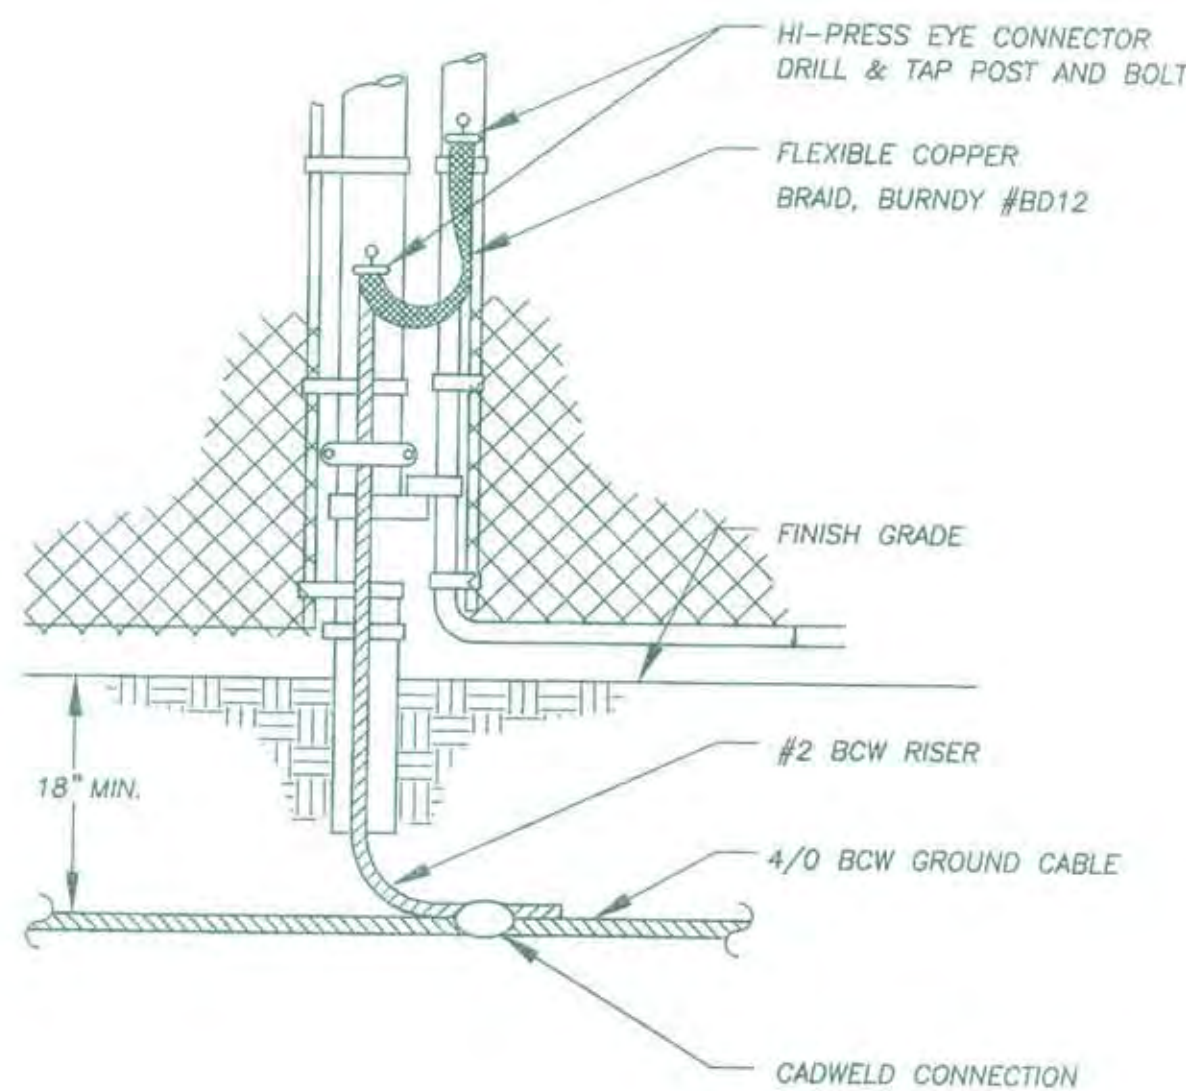 HI-PRESS EYE CONNECTOR
DRILL & TAP POST AND BOLT
FLEXIBLE COPPER
BRAID, BURNDY #BD12
FINISH GRADE
18" MIN.
#2 BCW RISER
4/0 BCW GROUND CABLE
CADWELD CONNECTION